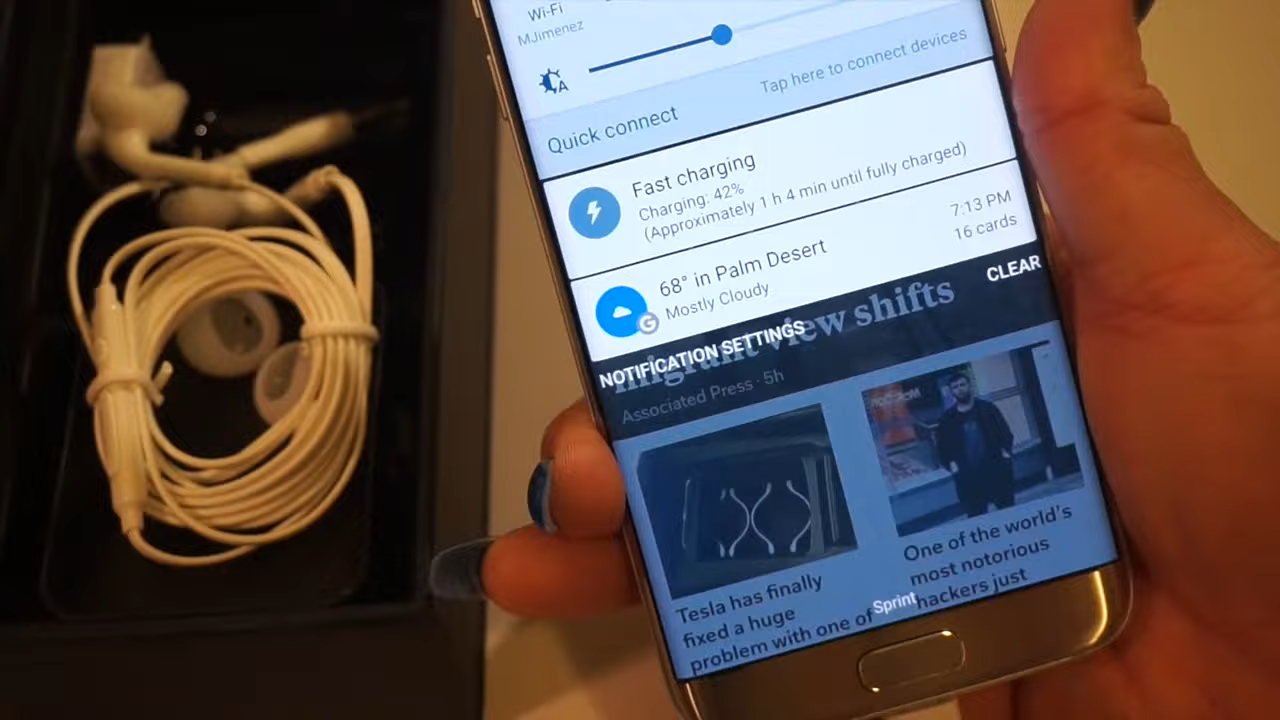 Wi-Fi
MJimenez
A
Tap here to connect devices
Quick connect
Fast charging
Charging: 42%
(Approximately 1 h 4 min until fully charged)
68° in Palm Desert
7:13 PM
Mostly Cloudy
16 cards
G
NOTIFICATION SETTINGS
CLEAR
migrant view shifts
Associated Press · 5h
Tesla has finally
fixed a huge
problem with one of
One of the world's
most notorious
hackers just
Sprint